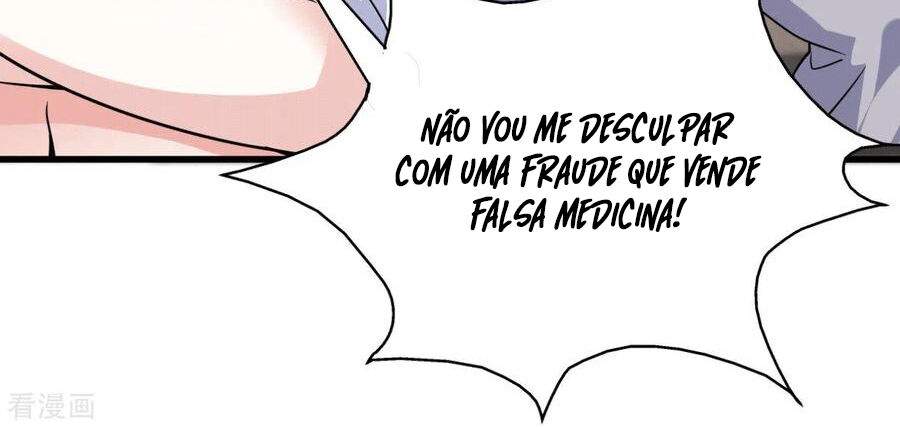 NÃO VOU ME DESCULPAR
COM UMA FRAUDE QUE VENDE
FALSA MEDICINA!
看漫画